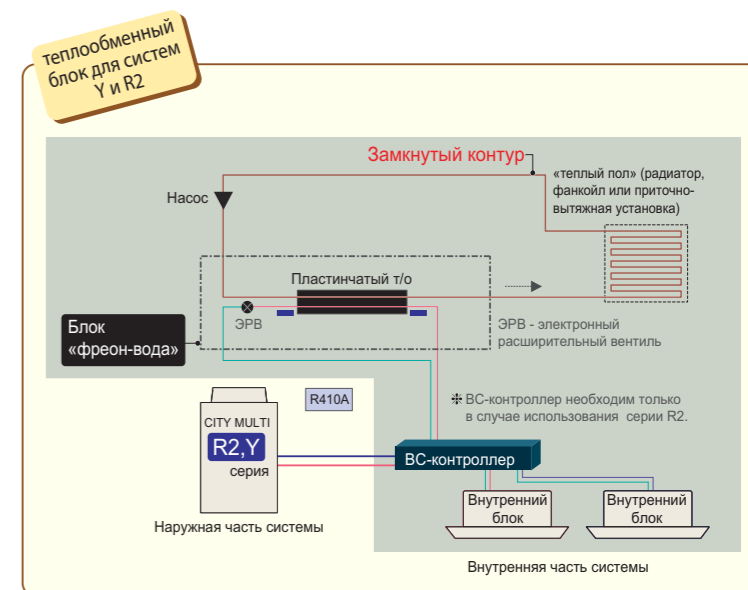 теплообменный
блок для систем
Y и R2
Замкнутый контур
«теплый пол» (радиатор,
фанкойл или приточно-
вытяжная установка)
Насос
Пластинчатый т/о
ЭРВ
Блок
«фреон-вода»
ЭРВ - электронный
расширительный вентиль
R410A
❉ ВС-контроллер необходим только
в случае использования серии R2.
CITY MULTI
R2,Y
серия
ВС-контроллер
Внутренний
блок
Внутренний
блок
Наружная часть системы
Внутренняя часть системы